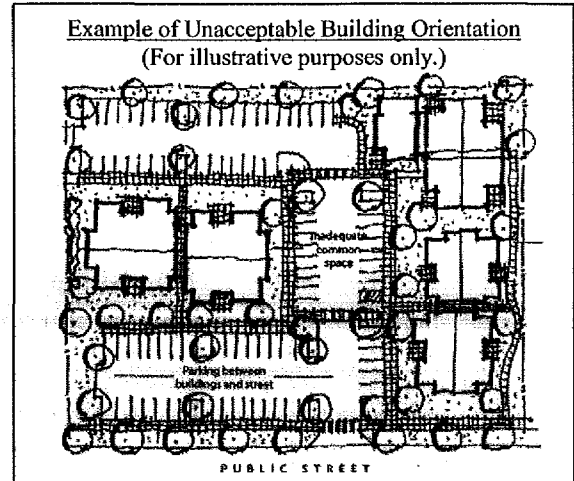 Example of Unacceptable Building Orientation
(For illustrative purposes only.)
Inadequate
common
space
Parking between
buildings and street
PUBLIC STREET